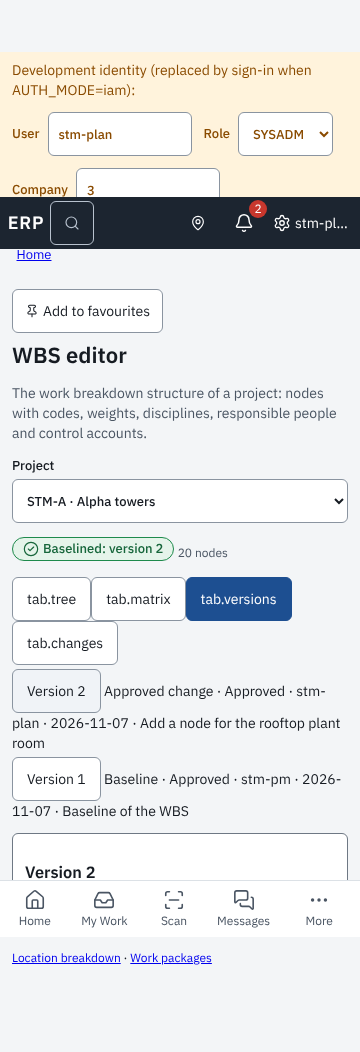 Development identity (replaced by sign-in when
AUTH_MODE=iam):
User stm-plan Role SYSADM
Company 3
ERP 2 stm-pl...
Home
Add to favourites
WBS editor
The work breakdown structure of a project: nodes
with codes, weights, disciplines, responsible people
and control accounts.
Project
STM-A · Alpha towers
Baselined: version 2 20 nodes
tab.tree tab.matrix tab.versions
tab.changes
Version 2 Approved change · Approved · stm-
plan · 2026-11-07 · Add a node for the rooftop plant
room
Version 1 Baseline · Approved · stm-pm · 2026-
11-07 · Baseline of the WBS
Version 2
Home My Work Scan Messages More
Location breakdown · Work packages